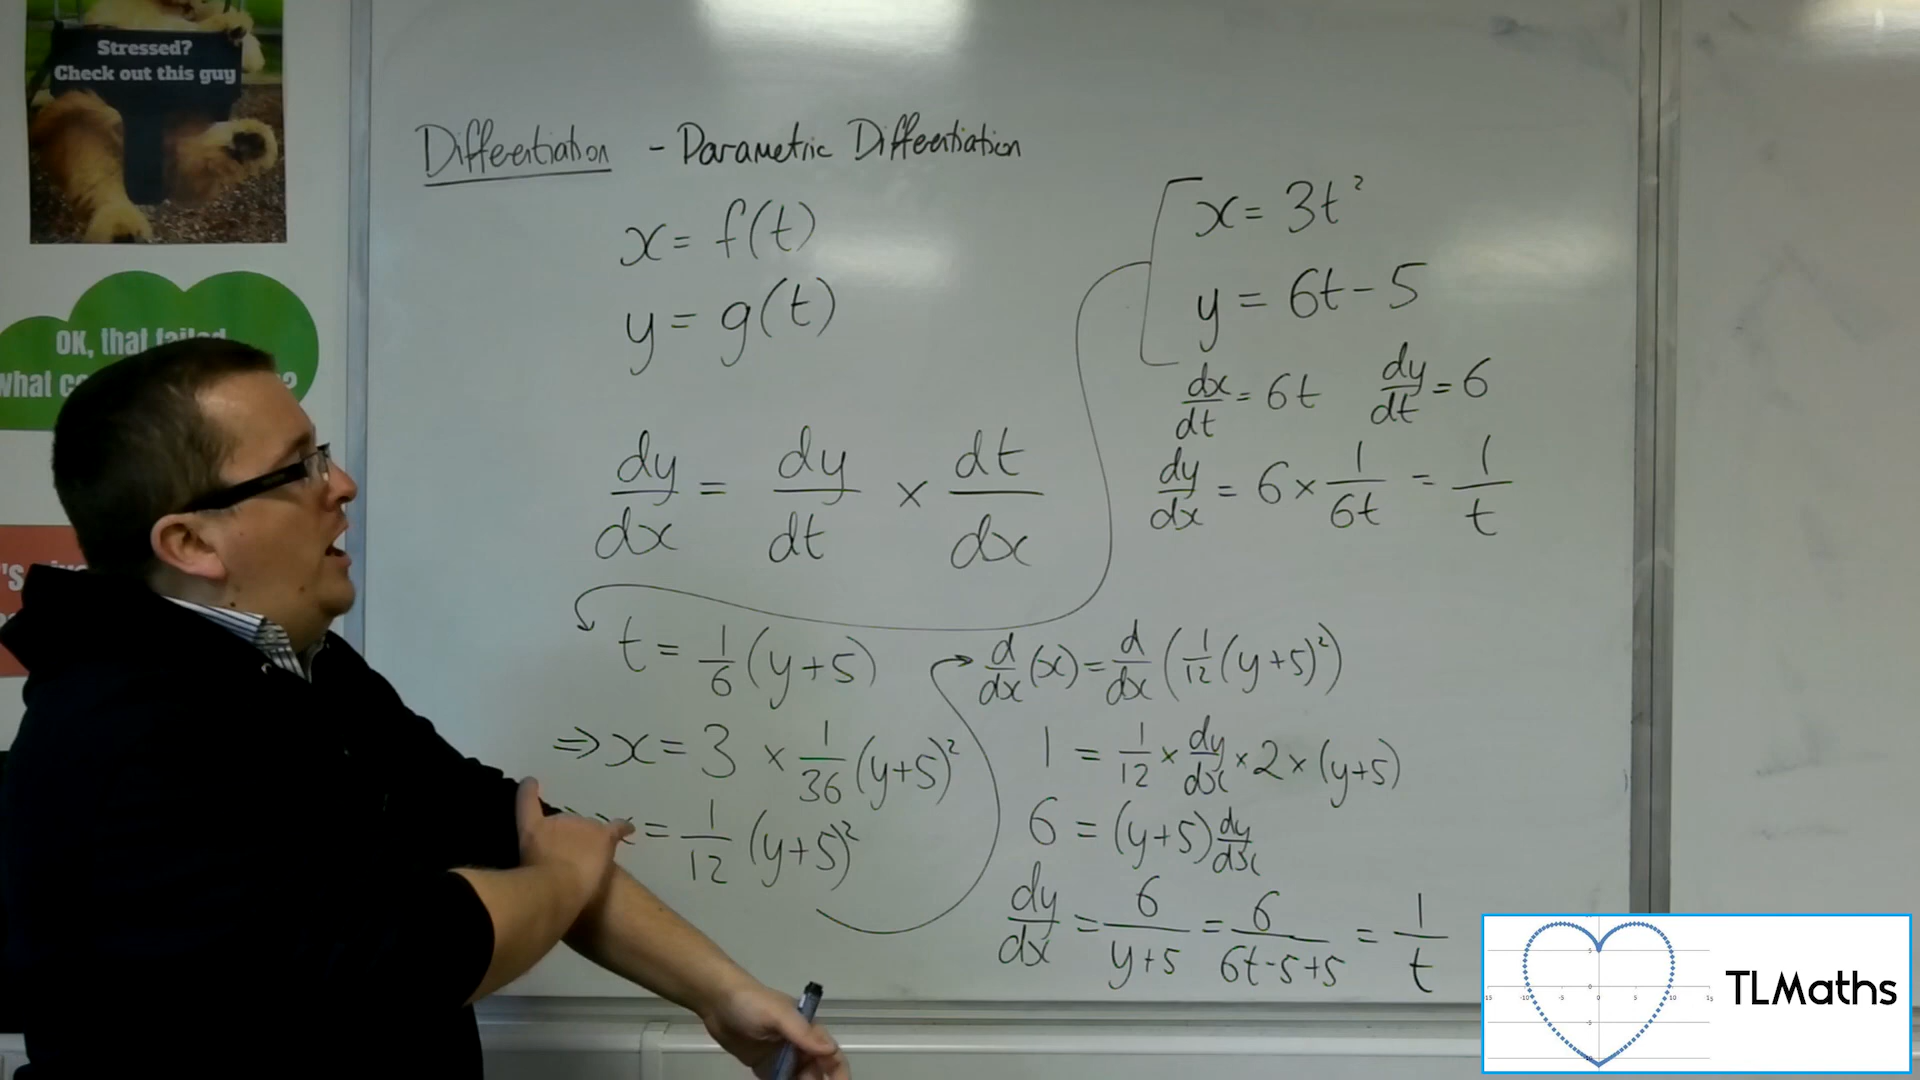 Stressed?
Check out this guy
OK, that failed
what
?
Differentiation - Parametric Differentiation
x = f(t)
y = g(t)
dy/dx = dy/dt × dt/dx
x = 3t²
y = 6t - 5
dx/dt = 6t dy/dt = 6
dy/dx = 6 × 1/6t = 1/t
t = 1/6 (y+5)
⇒ x = 3 × 1/36 (y+5)²
x = 1/12 (y+5)²
d/dx (x) = d/dx (1/12 (y+5)²)
1 = 1/12 × dy/dx × 2 × (y+5)
6 = (y+5) dy/dx
dy/dx = 6/y+5 = 6/6t-5+5 = 1/t
TLMaths